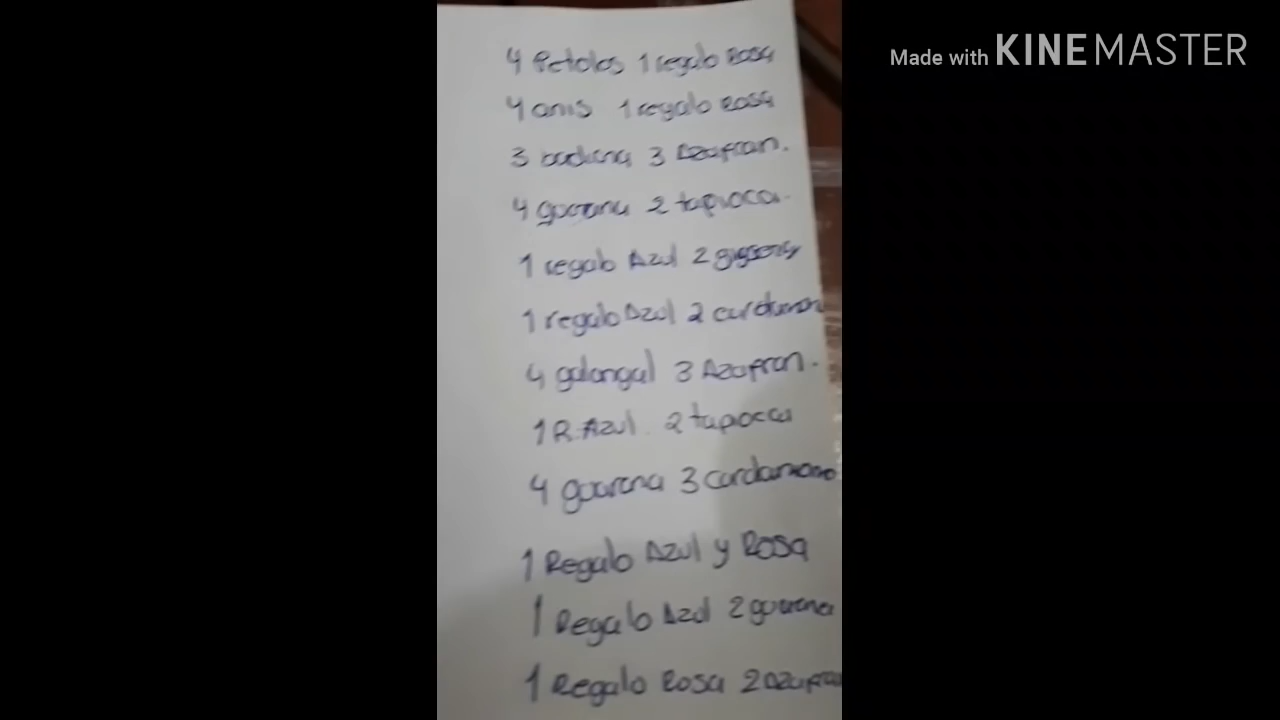 Made with KINEMASTER
4 Petalos 1 regalo Rosa
4 anis 1 regalo Rosa
3 badiana 3 Azafran.
4 guarana 2 tapioca.
1 regalo Azul 2
1 regalo Azul 2 cardamom
4 galangal 3 Azafran.
1 R. Azul. 2 tapioca
4 guarana 3 cardamomo
1 Regalo Azul y Rosa
1 Regalo Azul 2 guarana
1 Regalo Rosa 2 Azafran